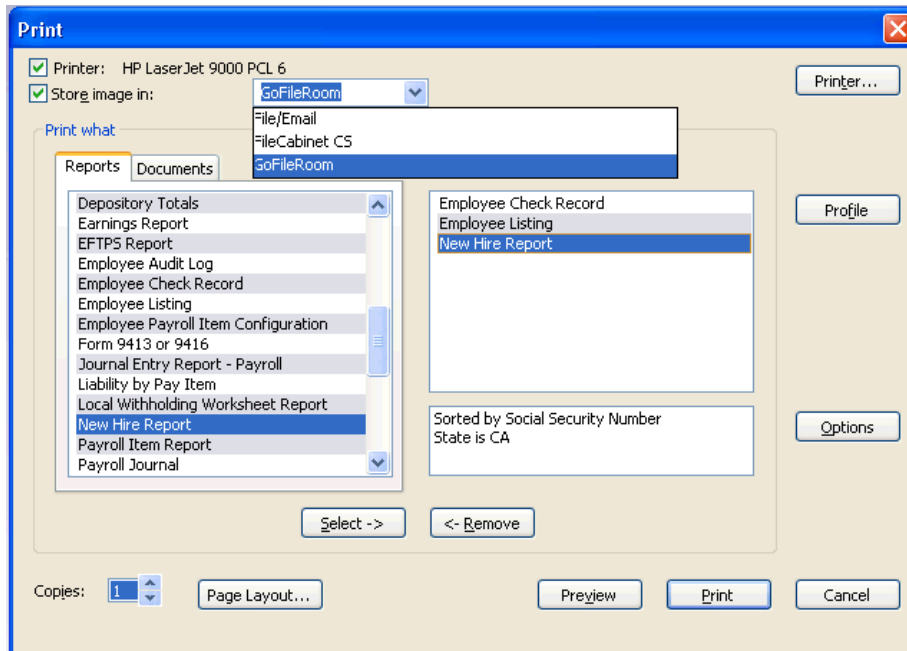 Print
Printer: HP LaserJet 9000 PCL 6
Printer...
Store image in: GoFileRoom
File/Email
FileCabinet CS
GoFileRoom
Print what
Reports Documents
Depository Totals
Earnings Report
EFTPS Report
Employee Audit Log
Employee Check Record
Employee Listing
Employee Payroll Item Configuration
Form 9413 or 9416
Journal Entry Report - Payroll
Liability by Pay Item
Local Withholding Worksheet Report
New Hire Report
Payroll Item Report
Payroll Journal
Employee Check Record
Employee Listing
New Hire Report
Profile
Sorted by Social Security Number
State is CA
Options
Select -> <- Remove
Copies: 1 Page Layout... Preview Print Cancel